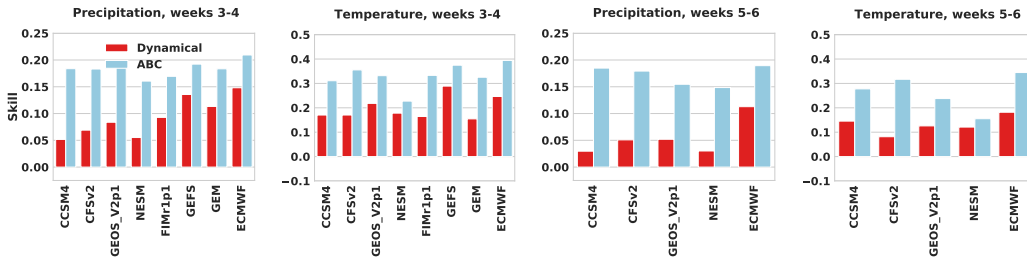 Precipitation, weeks 3-4
Skill
0.25
0.20
0.15
0.10
0.05
0.00
Dynamical
ABC
CCSM4
CFSv2
GEOS_V2p1
NESM
FIMr1p1
GEFS
GEM
ECMWF
Temperature, weeks 3-4
0.5
0.4
0.3
0.2
0.1
0.0
−0.1
CCSM4
CFSv2
GEOS_V2p1
NESM
FIMr1p1
GEFS
GEM
ECMWF
Precipitation, weeks 5-6
0.25
0.20
0.15
0.10
0.05
0.00
CCSM4
CFSv2
GEOS_V2p1
NESM
ECMWF
Temperature, weeks 5-6
0.5
0.4
0.3
0.2
0.1
0.0
−0.1
CCSM4
CFSv2
GEOS_V2p1
NESM
ECMWF